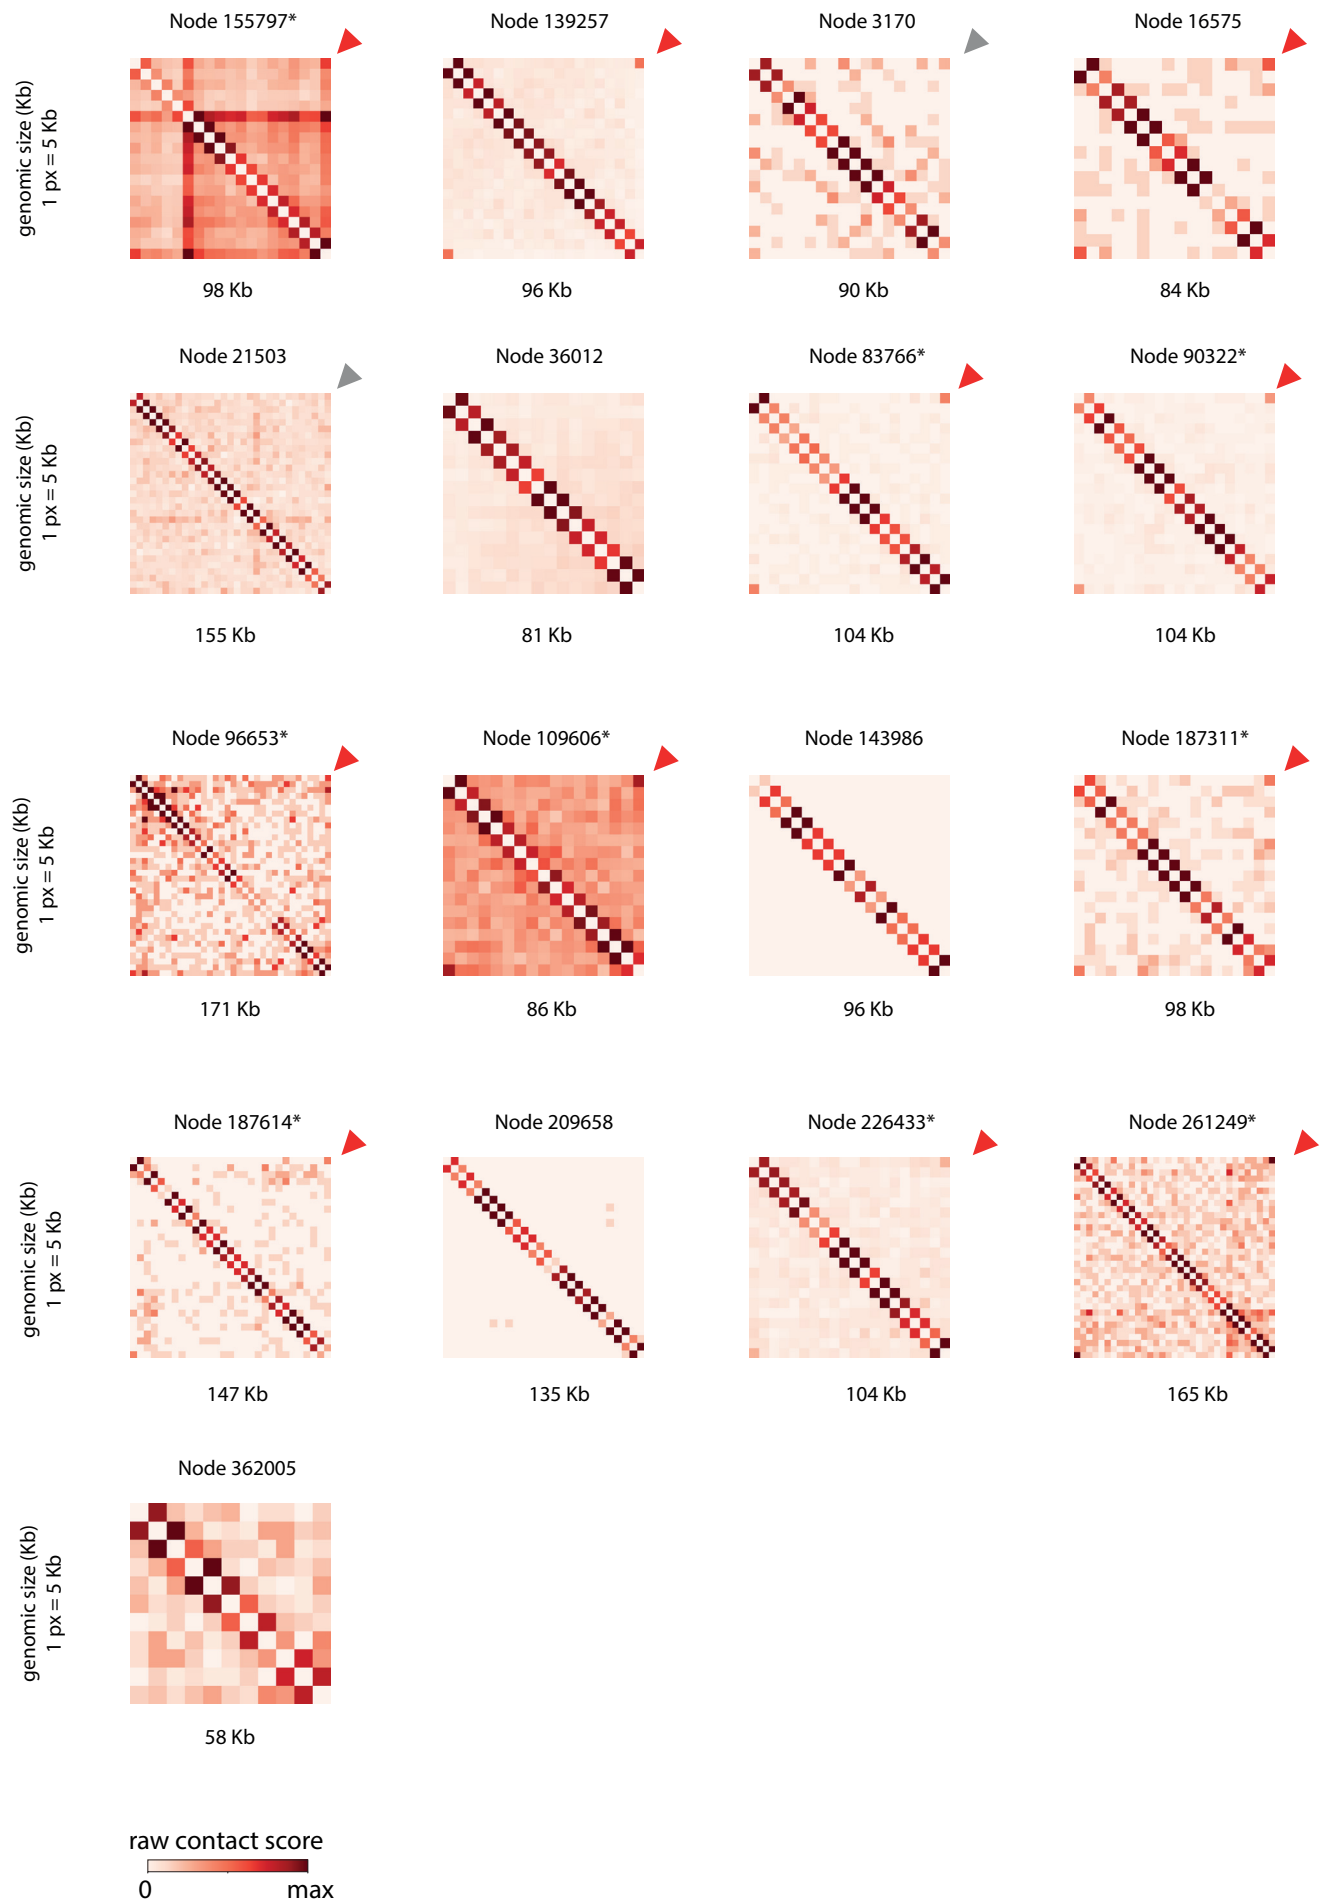 Node 155797*
Node 139257
Node 3170
Node 16575
genomic size (Kb)
1 px = 5 Kb
98 Kb
96 Kb
90 Kb
84 Kb
Node 21503
Node 36012
Node 83766*
Node 90322*
genomic size (Kb)
1 px = 5 Kb
155 Kb
81 Kb
104 Kb
104 Kb
Node 96653*
Node 109606*
Node 143986
Node 187311*
genomic size (Kb)
1 px = 5 Kb
171 Kb
86 Kb
96 Kb
98 Kb
Node 187614*
Node 209658
Node 226433*
Node 261249*
genomic size (Kb)
1 px = 5 Kb
147 Kb
135 Kb
104 Kb
165 Kb
Node 362005
genomic size (Kb)
1 px = 5 Kb
58 Kb
raw contact score
0 max